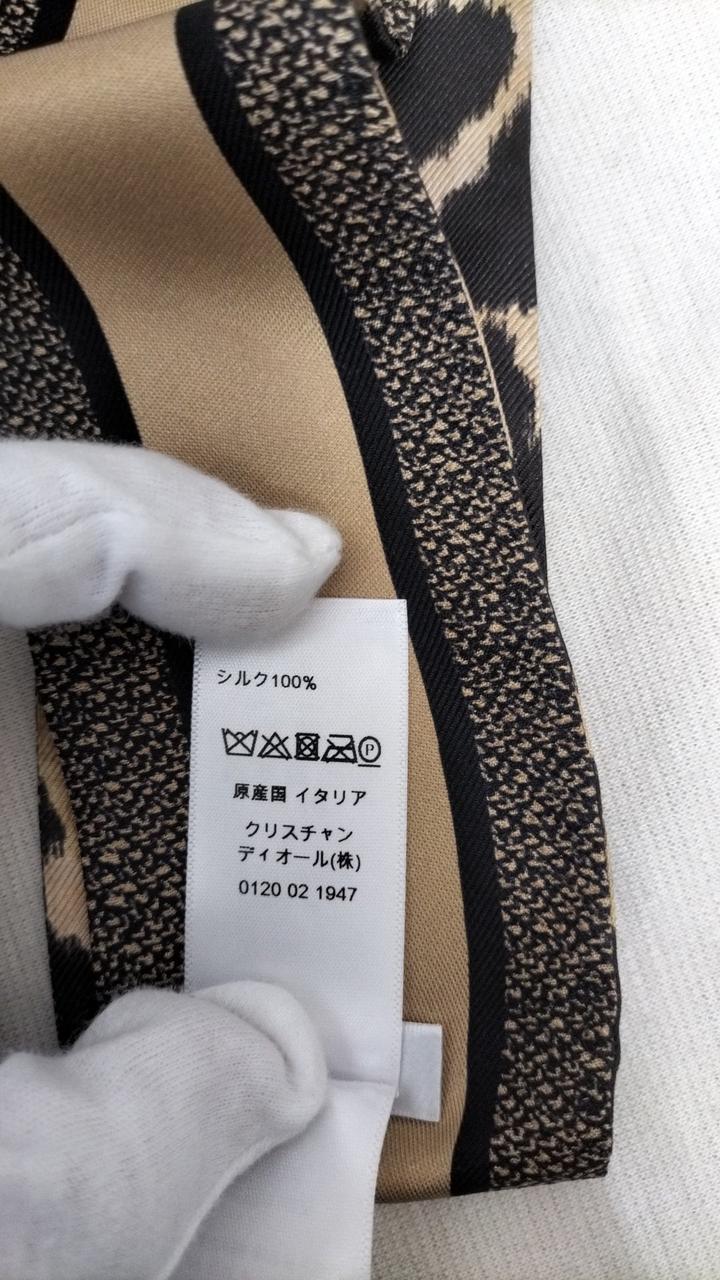 シルク100%
P
原産国 イタリア
クリスチャン
ディオール(株)
0120 02 1947